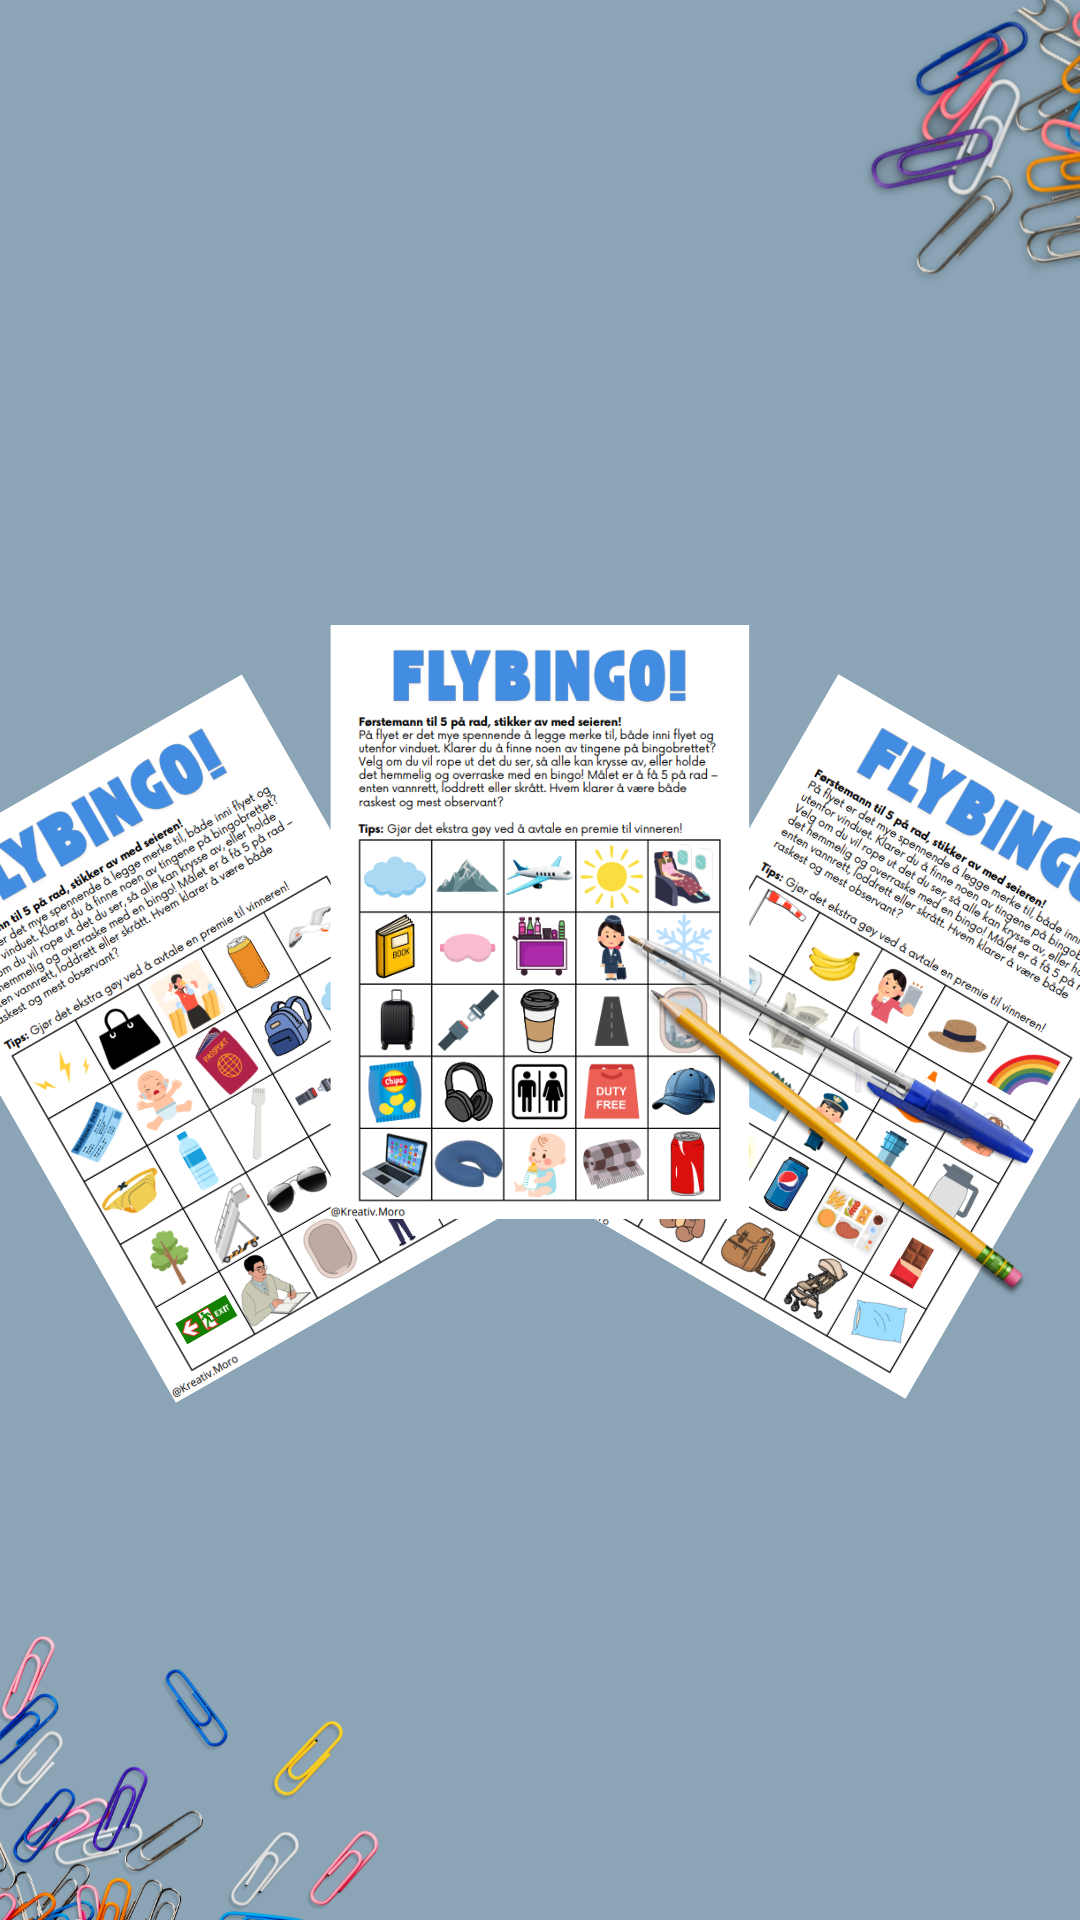 FLYBINGO!
Førstemann til 5 på rad, stikker av med seieren!
På flyet er det mye spennende å legge merke til, både inni flyet og
utenfor vinduet. Klarer du å finne noen av tingene på bingobrettet?
Velg om du vil rope ut det du ser, så alle kan krysse av, eller holde
det hemmelig og overraske med en bingo! Målet er å få 5 på rad –
enten vannrett, loddrett eller skrått. Hvem klarer å være både
raskest og mest observant?
Tips: Gjør det ekstra gøy ved å avtale en premie til vinneren!
BOOK
Chips
DUTY
FREE
@Kreativ.Moro
LYBINGO!
til 5 på rad, stikker av med seieren!
det mye spennende å legge merke til, både inni flyet og
vinduet. Klarer du å finne noen av tingene på bingobrettet?
om du vil rope ut det du ser, så alle kan krysse av, eller holde
hemmelig og overraske med en bingo! Målet er å få 5 på rad –
vannrett, loddrett eller skrått. Hvem klarer å være både
og mest observant?
Tips: Gjør det ekstra gøy ved å avtale en premie til vinneren!
PASSPORT
EXIT
@Kreativ.Moro
FLYBINGO
Førstemann til 5 på rad, stikker av med seieren!
På flyet er det mye spennende å legge merke til, både inni
utenfor vinduet. Klarer du å finne noen av tingene på
Velg om du vil rope ut det du ser, så alle kan krysse av, eller
det hemmelig og overraske med en bingo! Målet er å få 5 på
enten vannrett, loddrett eller skrått. Hvem klarer å være både
raskest og mest observant?
Tips: Gjør det ekstra gøy ved å avtale en premie til vinneren!